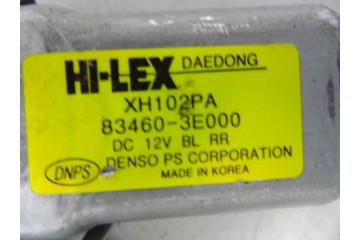 HI-LEX DAEDONG
XH102PA
83460-3E000
DC 12V BL RR
DENSO PS CORPORATION
DNPS MADE IN KOREA